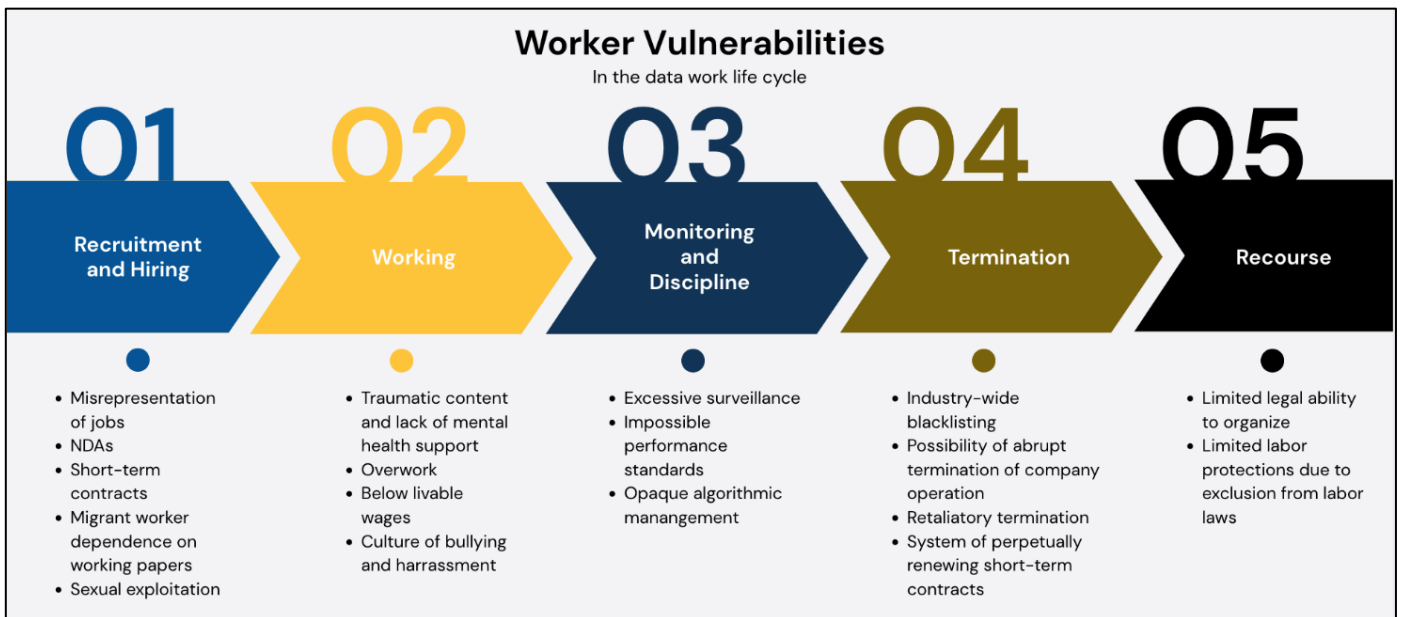 Worker Vulnerabilities
In the data work life cycle
01
Recruitment
and Hiring
• Misrepresentation
of jobs
• NDAs
• Short-term
contracts
• Migrant worker
dependence on
working papers
• Sexual exploitation
02
Working
• Traumatic content
and lack of mental
health support
• Overwork
• Below livable
wages
• Culture of bullying
and harrassment
03
Monitoring
and
Discipline
• Excessive surveillance
• Impossible
performance
standards
• Opaque algorithmic
manangement
04
Termination
• Industry-wide
blacklisting
• Possibility of abrupt
termination of company
operation
• Retaliatory termination
• System of perpetually
renewing short-term
contracts
05
Recourse
• Limited legal ability
to organize
• Limited labor
protections due to
exclusion from labor
laws